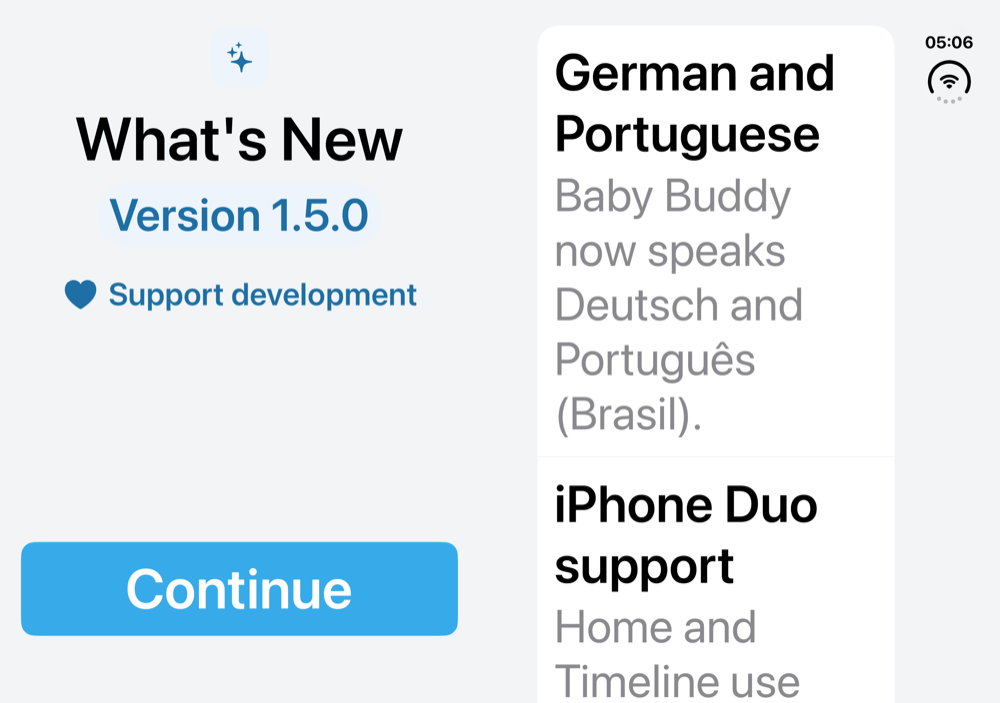 What's New
Version 1.5.0
Support development
Continue
German and
Portuguese
Baby Buddy
now speaks
Deutsch and
Português
(Brasil).
iPhone Duo
support
Home and
Timeline use
05:06